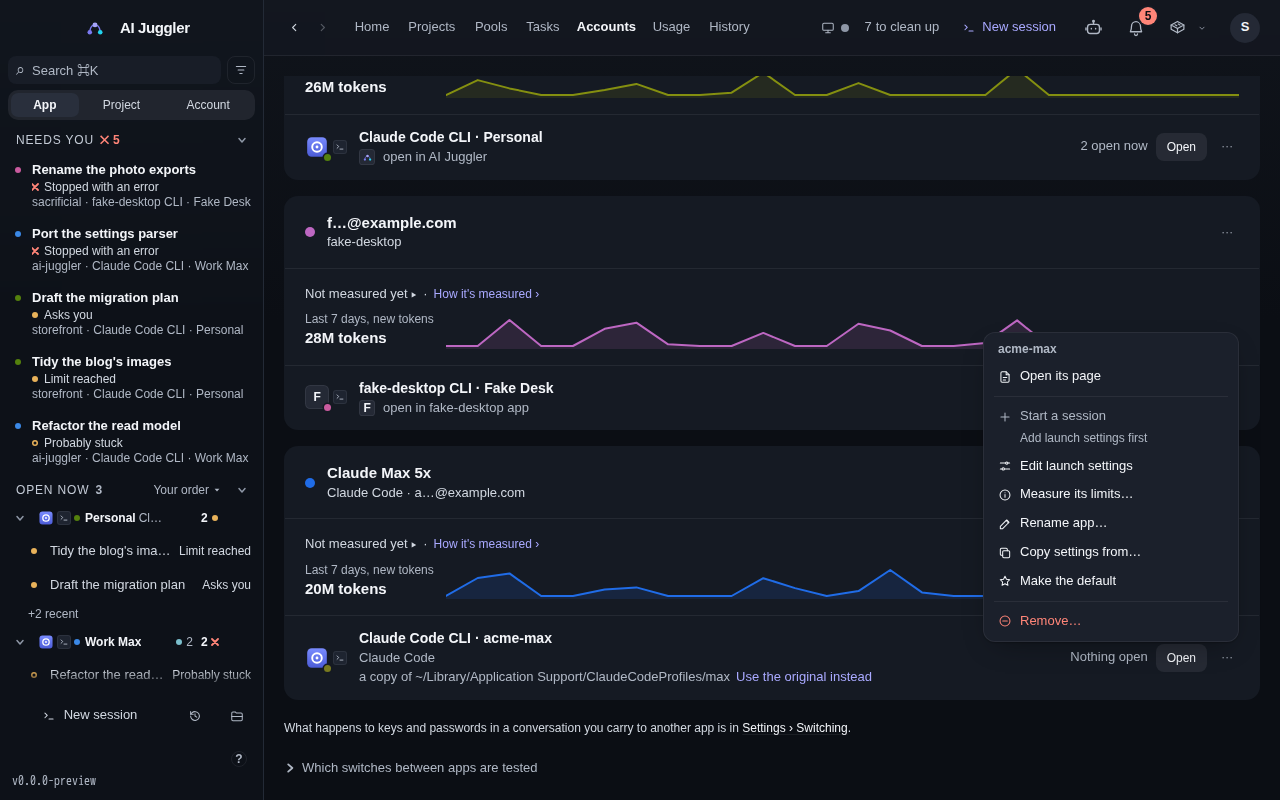 AI Juggler
Search ⌘K
App Project Account
NEEDS YOU 5
Rename the photo exports
Stopped with an error
sacrificial · fake-desktop CLI · Fake Desk
Port the settings parser
Stopped with an error
ai-juggler · Claude Code CLI · Work Max
Draft the migration plan
Asks you
storefront · Claude Code CLI · Personal
Tidy the blog's images
Limit reached
storefront · Claude Code CLI · Personal
Refactor the read model
Probably stuck
ai-juggler · Claude Code CLI · Work Max
OPEN NOW 3 Your order
Personal Cl… 2
Tidy the blog's ima… Limit reached
Draft the migration plan Asks you
+2 recent
Work Max 2 2
Refactor the read… Probably stuck
New session
?
v0.0.0-preview
Home Projects Pools Tasks Accounts Usage History
7 to clean up
New session
5
S
26M tokens
Claude Code CLI · Personal
open in AI Juggler
2 open now Open ···
f…@example.com
fake-desktop
···
Not measured yet ▸ · How it's measured ›
Last 7 days, new tokens
28M tokens
F
fake-desktop CLI · Fake Desk
F open in fake-desktop app
Claude Max 5x
Claude Code · a…@example.com
Not measured yet ▸ · How it's measured ›
Last 7 days, new tokens
20M tokens
Claude Code CLI · acme-max
Claude Code
a copy of ~/Library/Application Support/ClaudeCodeProfiles/max Use the original instead
Nothing open Open ···
acme-max
Open its page
Start a session
Add launch settings first
Edit launch settings
Measure its limits…
Rename app…
Copy settings from…
Make the default
Remove…
What happens to keys and passwords in a conversation you carry to another app is in Settings › Switching.
Which switches between apps are tested